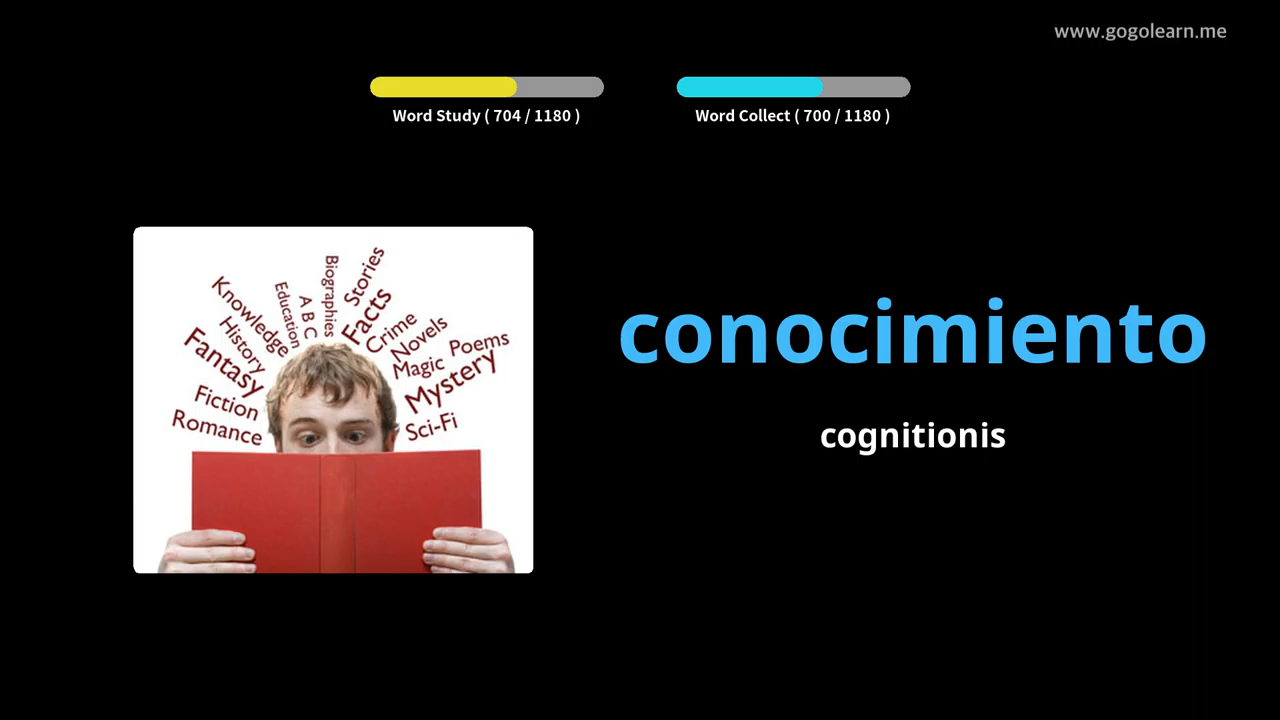 www.gogolearn.me
Word Study ( 704 / 1180 )
Word Collect ( 700 / 1180 )
Biographies
Stories
Education
A B C
Facts
Knowledge
Crime
History
Novels
Fantasy
Magic
Poems
Mystery
Fiction
Romance
Sci-Fi
conocimiento
cognitionis